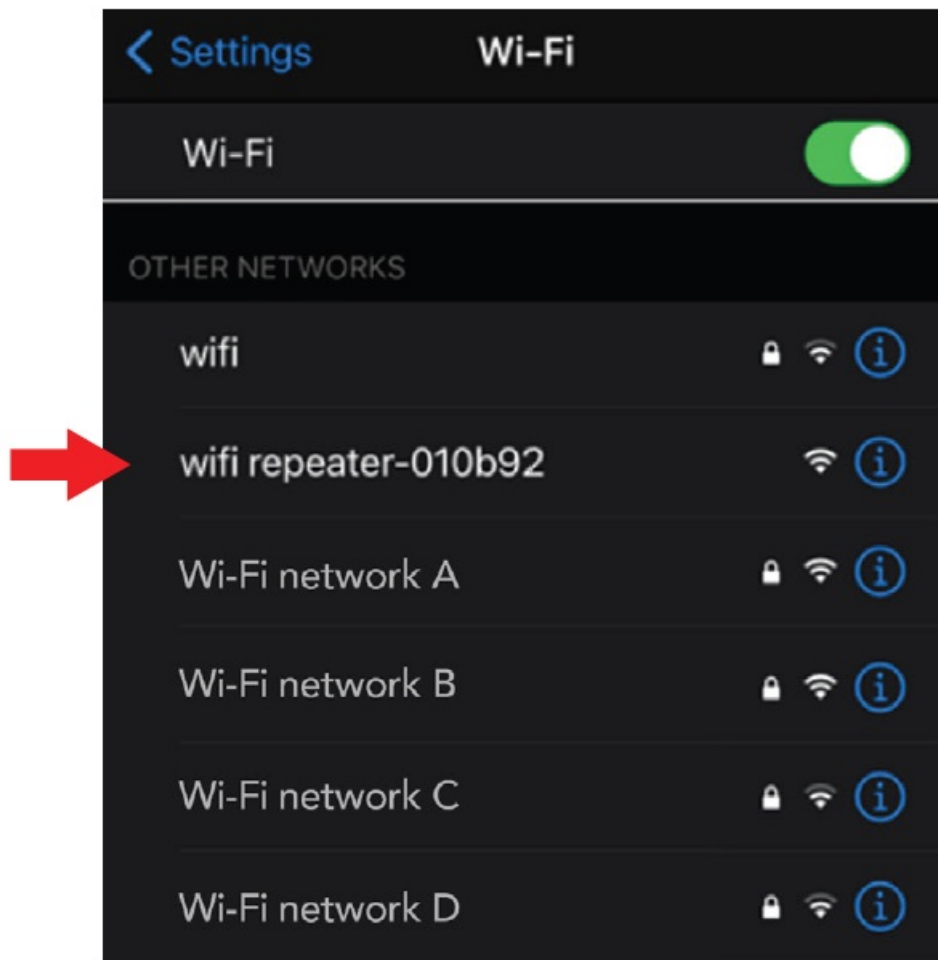 Settings
Wi-Fi
Wi-Fi
OTHER NETWORKS
wifi
wifi repeater-010b92
Wi-Fi network A
Wi-Fi network B
Wi-Fi network C
Wi-Fi network D